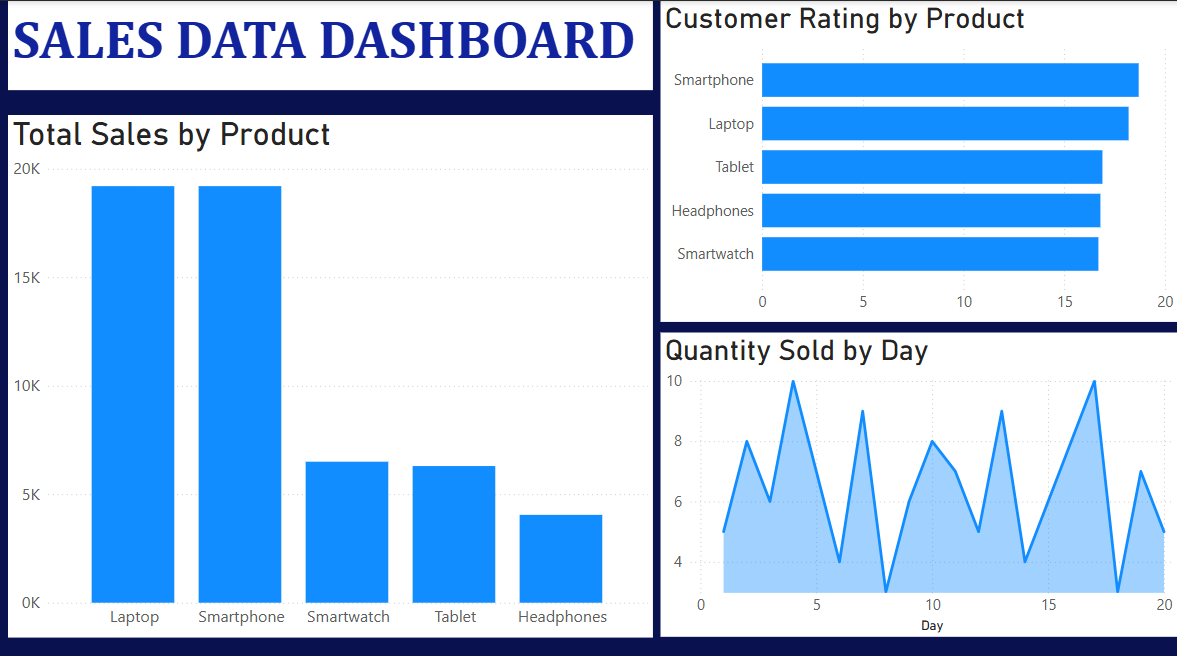 SALES DATA DASHBOARD
Total Sales by Product
20K
15K
10K
5K
0K
Laptop Smartphone Smartwatch Tablet Headphones
Customer Rating by Product
Smartphone
Laptop
Tablet
Headphones
Smartwatch
0 5 10 15 20
Quantity Sold by Day
10
8
6
4
0 5 10 15 20
Day